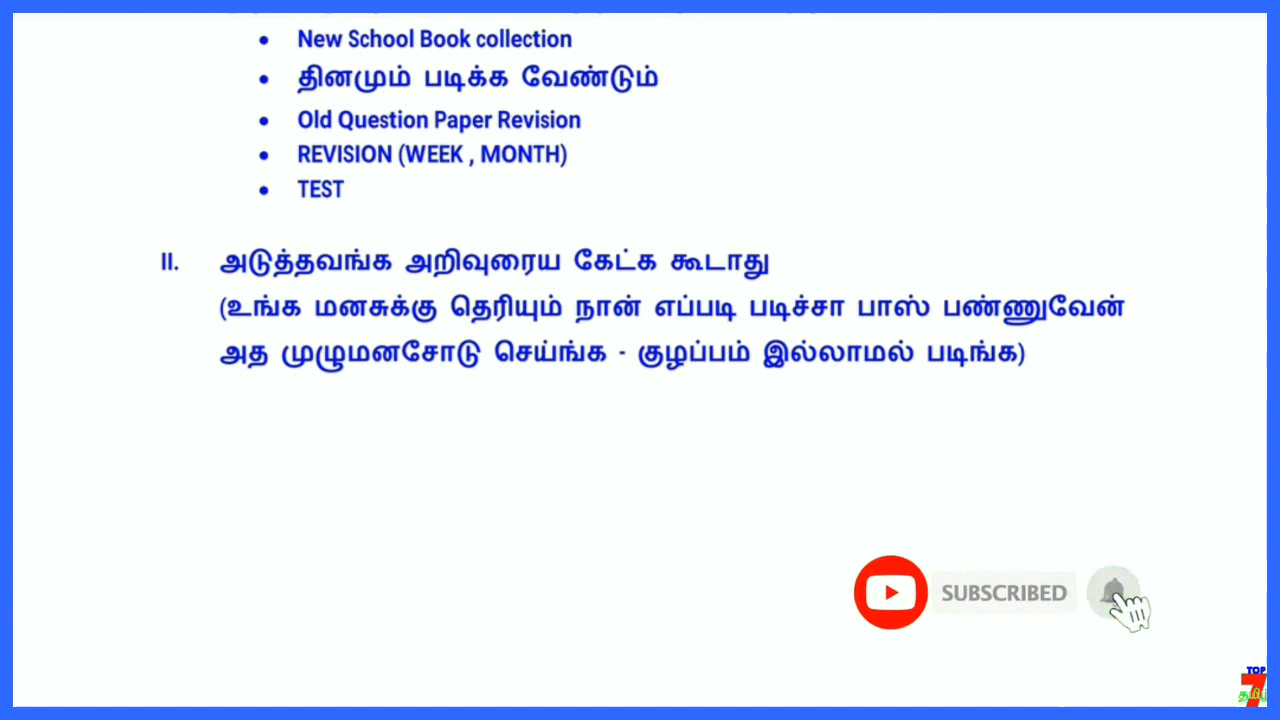 New School Book collection
தினமும் படிக்க வேண்டும்
Old Question Paper Revision
REVISION (WEEK , MONTH)
TEST
II. அடுத்தவங்க அறிவுரைய கேட்க கூடாது
(உங்க மனசுக்கு தெரியும் நான் எப்படி படிச்சா பாஸ் பண்ணுவேன்
அத முழுமனசோடு செய்ங்க - குழப்பம் இல்லாமல் படிங்க)
SUBSCRIBED
TOP
7
தமிழ்